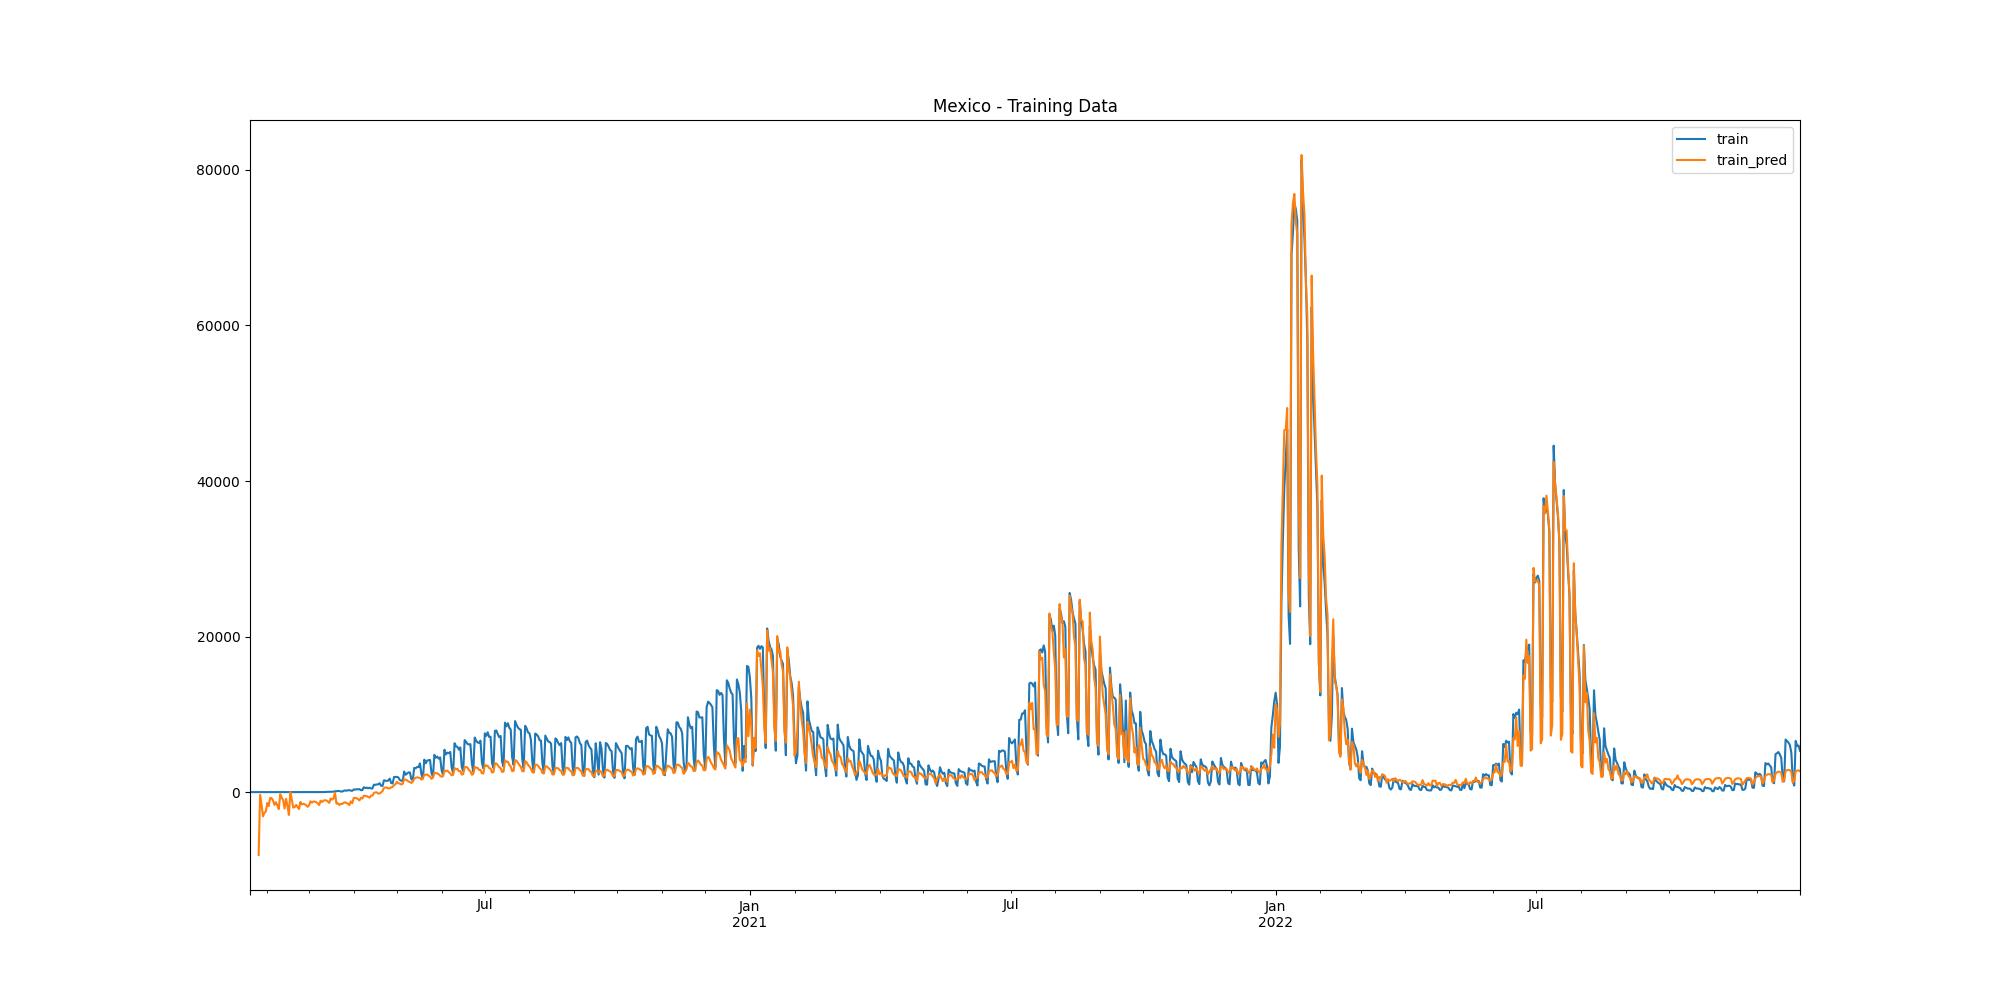 Mexico - Training Data
train
train_pred
80000
60000
40000
20000
0
Jul
Jan
2021
Jul
Jan
2022
Jul